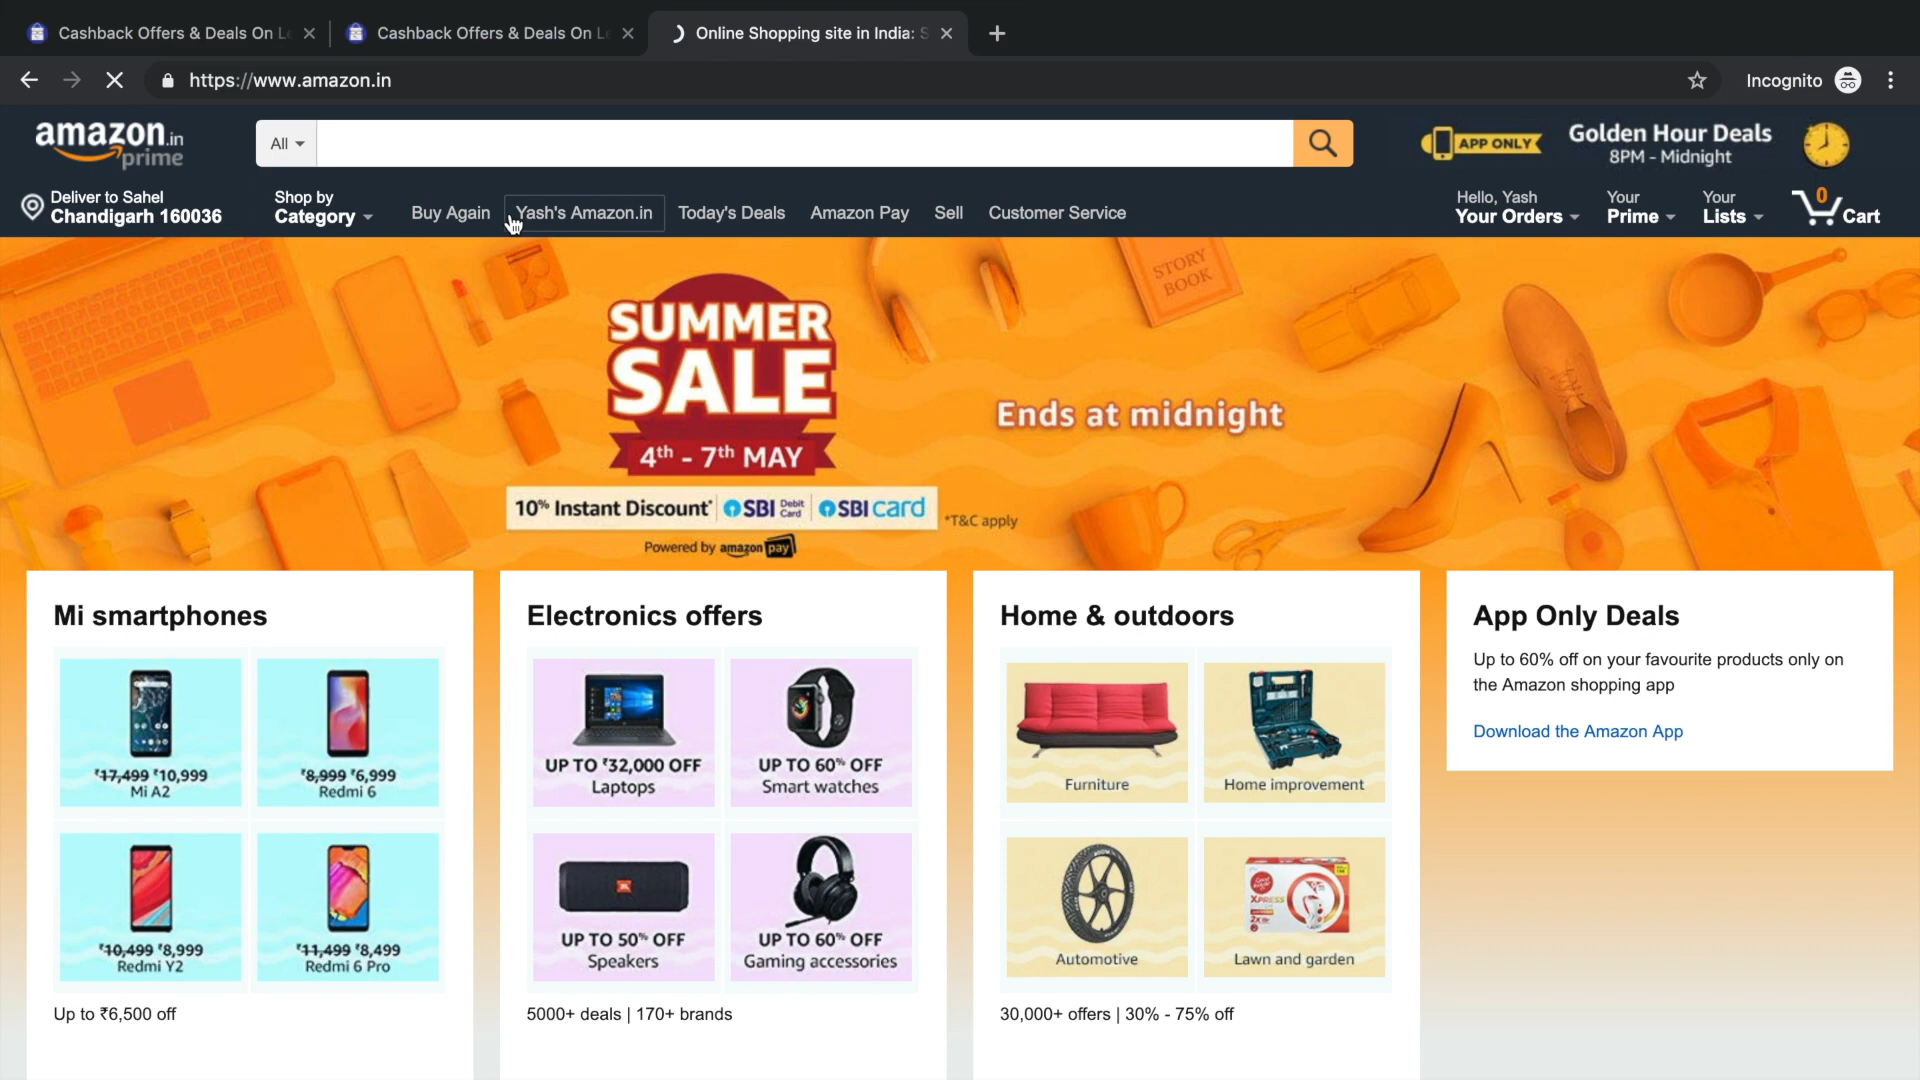 Cashback Offers & Deals On Le
Cashback Offers & Deals On Le
Online Shopping site in India: S
https://www.amazon.in
Incognito
amazon.in
prime
All
APP ONLY
Golden Hour Deals
8PM - Midnight
Deliver to Sahel
Chandigarh 160036
Shop by
Category
Buy Again
Yash's Amazon.in
Today's Deals
Amazon Pay
Sell
Customer Service
Hello, Yash
Your Orders
Your
Prime
Your
Lists
0
Cart
STORY
BOOK
SUMMER
SALE
4th - 7th MAY
Ends at midnight
10% Instant Discount* SBI Debit Card SBI card
*T&C apply
Powered by amazon pay
Mi smartphones
₹17,499 ₹10,999
Mi A2
₹8,999 ₹6,999
Redmi 6
₹10,499 ₹8,999
Redmi Y2
₹11,499 ₹8,499
Redmi 6 Pro
Up to ₹6,500 off
Electronics offers
UP TO ₹32,000 OFF
Laptops
UP TO 60% OFF
Smart watches
UP TO 50% OFF
Speakers
UP TO 60% OFF
Gaming accessories
5000+ deals | 170+ brands
Home & outdoors
Furniture
Home improvement
Automotive
XPRESS
Lawn and garden
30,000+ offers | 30% - 75% off
App Only Deals
Up to 60% off on your favourite products only on
the Amazon shopping app
Download the Amazon App